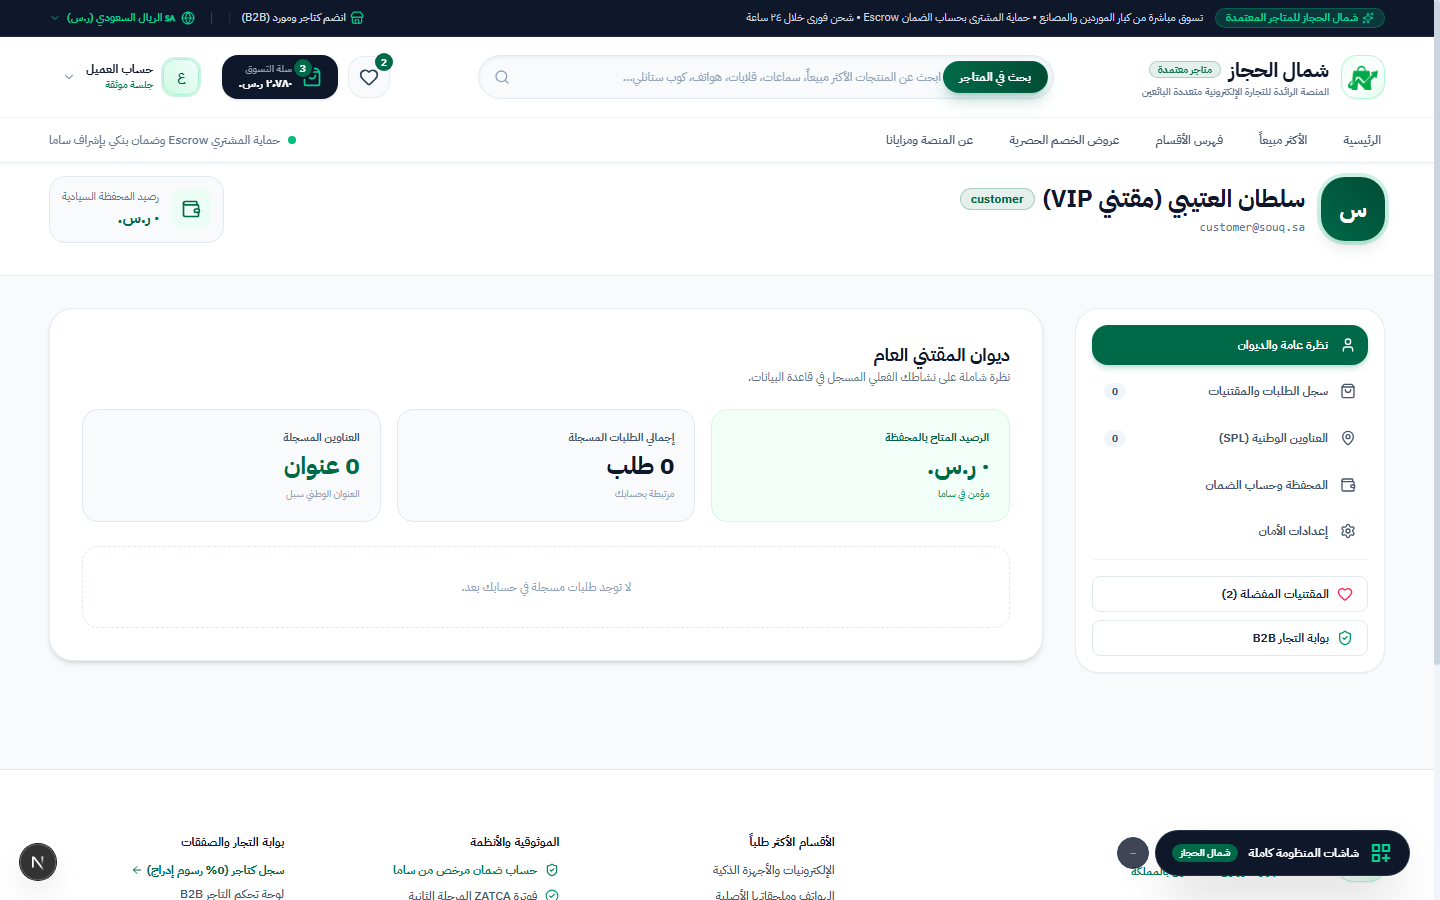 شمال الحجاز للمتاجر المعتمدة
تسوق مباشرة من كبار الموردين والمصانع • حماية المشتري بحساب الضمان Escrow • شحن فوري خلال ٢٤ ساعة
انضم كتاجر ومورد (B2B)
SA الريال السعودي (ر.س)
شمال الحجاز
متاجر معتمدة
المنصة الرائدة للتجارة الإلكترونية متعددة البائعين
بحث في المتاجر
ابحث عن المنتجات الأكثر مبيعاً، سماعات، قلايات، هواتف، كوب ستانلي...
2
3
سلة التسوق
٢،٧٨٠ ر.س.
ع
حساب العميل
جلسة موثقة
الرئيسية
الأكثر مبيعاً
فهرس الأقسام
عروض الخصم الحصرية
عن المنصة ومزايانا
حماية المشتري Escrow وضمان بنكي بإشراف ساما
س
سلطان العتيبي (مقتني VIP)
customer
customer@souq.sa
رصيد المحفظة السيادية
٠ ر.س.
نظرة عامة والديوان
سجل الطلبات والمقتنيات
0
العناوين الوطنية (SPL)
0
المحفظة وحساب الضمان
إعدادات الأمان
المقتنيات المفضلة (2)
بوابة التجار B2B
ديوان المقتني العام
نظرة شاملة على نشاطك الفعلي المسجل في قاعدة البيانات.
الرصيد المتاح بالمحفظة
٠ ر.س.
مؤمن في ساما
إجمالي الطلبات المسجلة
0 طلب
مرتبطة بحسابك
العناوين المسجلة
0 عنوان
العنوان الوطني سبل
لا توجد طلبات مسجلة في حسابك بعد.
شاشات المنظومة كاملة
شمال الحجاز
بالمملكة
الأقسام الأكثر طلباً
الإلكترونيات والأجهزة الذكية
الهواتف وملحقاتها الأصلية
الموثوقية والأنظمة
حساب ضمان مرخص من ساما
فوترة ZATCA المرحلة الثانية
بوابة التجار والصفقات
سجل كتاجر (0% رسوم إدراج) ←
لوحة تحكم التاجر B2B
N